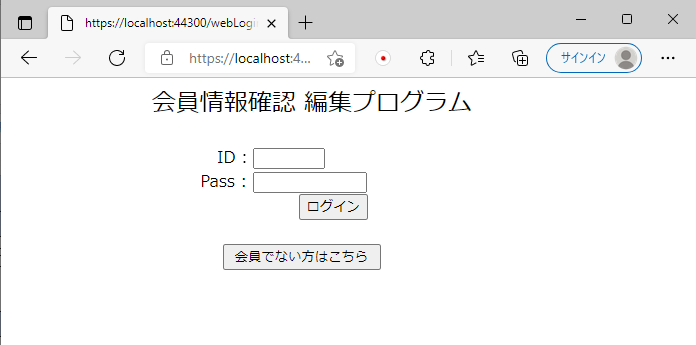 https://localhost:44300/webLogi
https://localhost:4...
サインイン
会員情報確認 編集プログラム
ID：
Pass：
ログイン
会員でない方はこちら